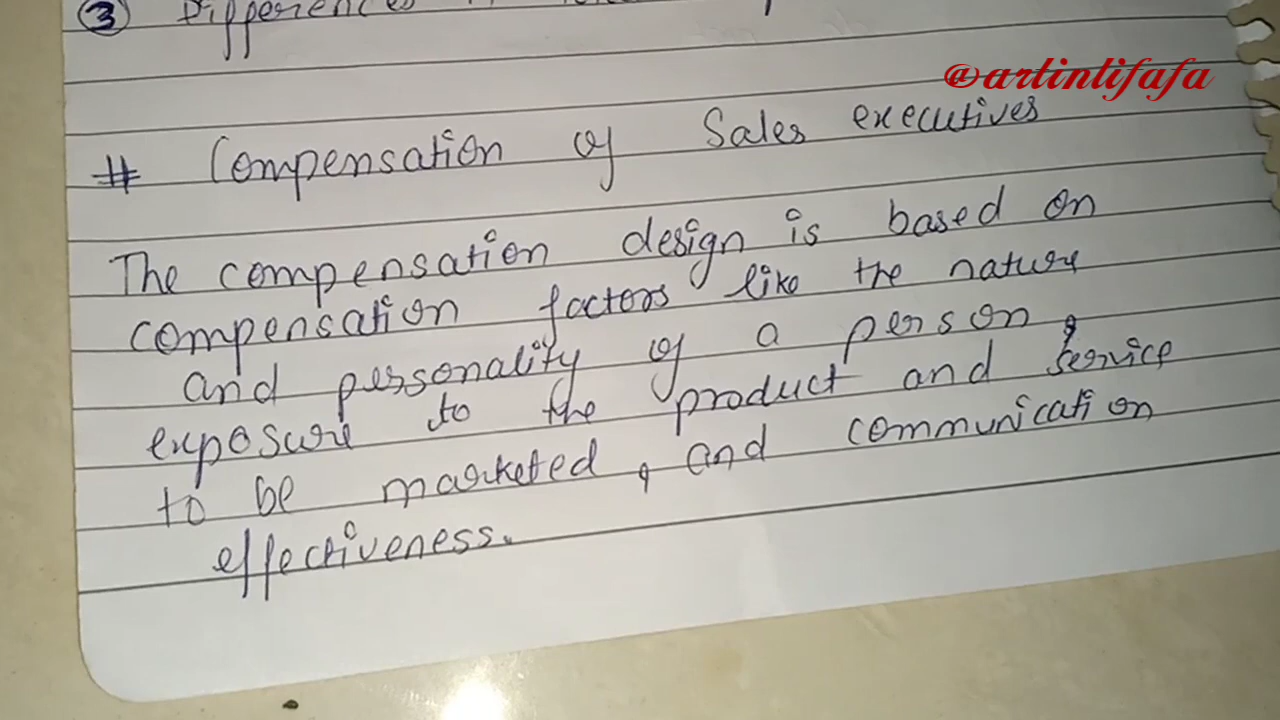 ③ Differences
@artinlifafa
# Compensation of Sales executives
The compensation design is based on
compensation factors like the nature
and personality of a person,
exposure to the product and service
to be marketed, and communication
effectiveness.